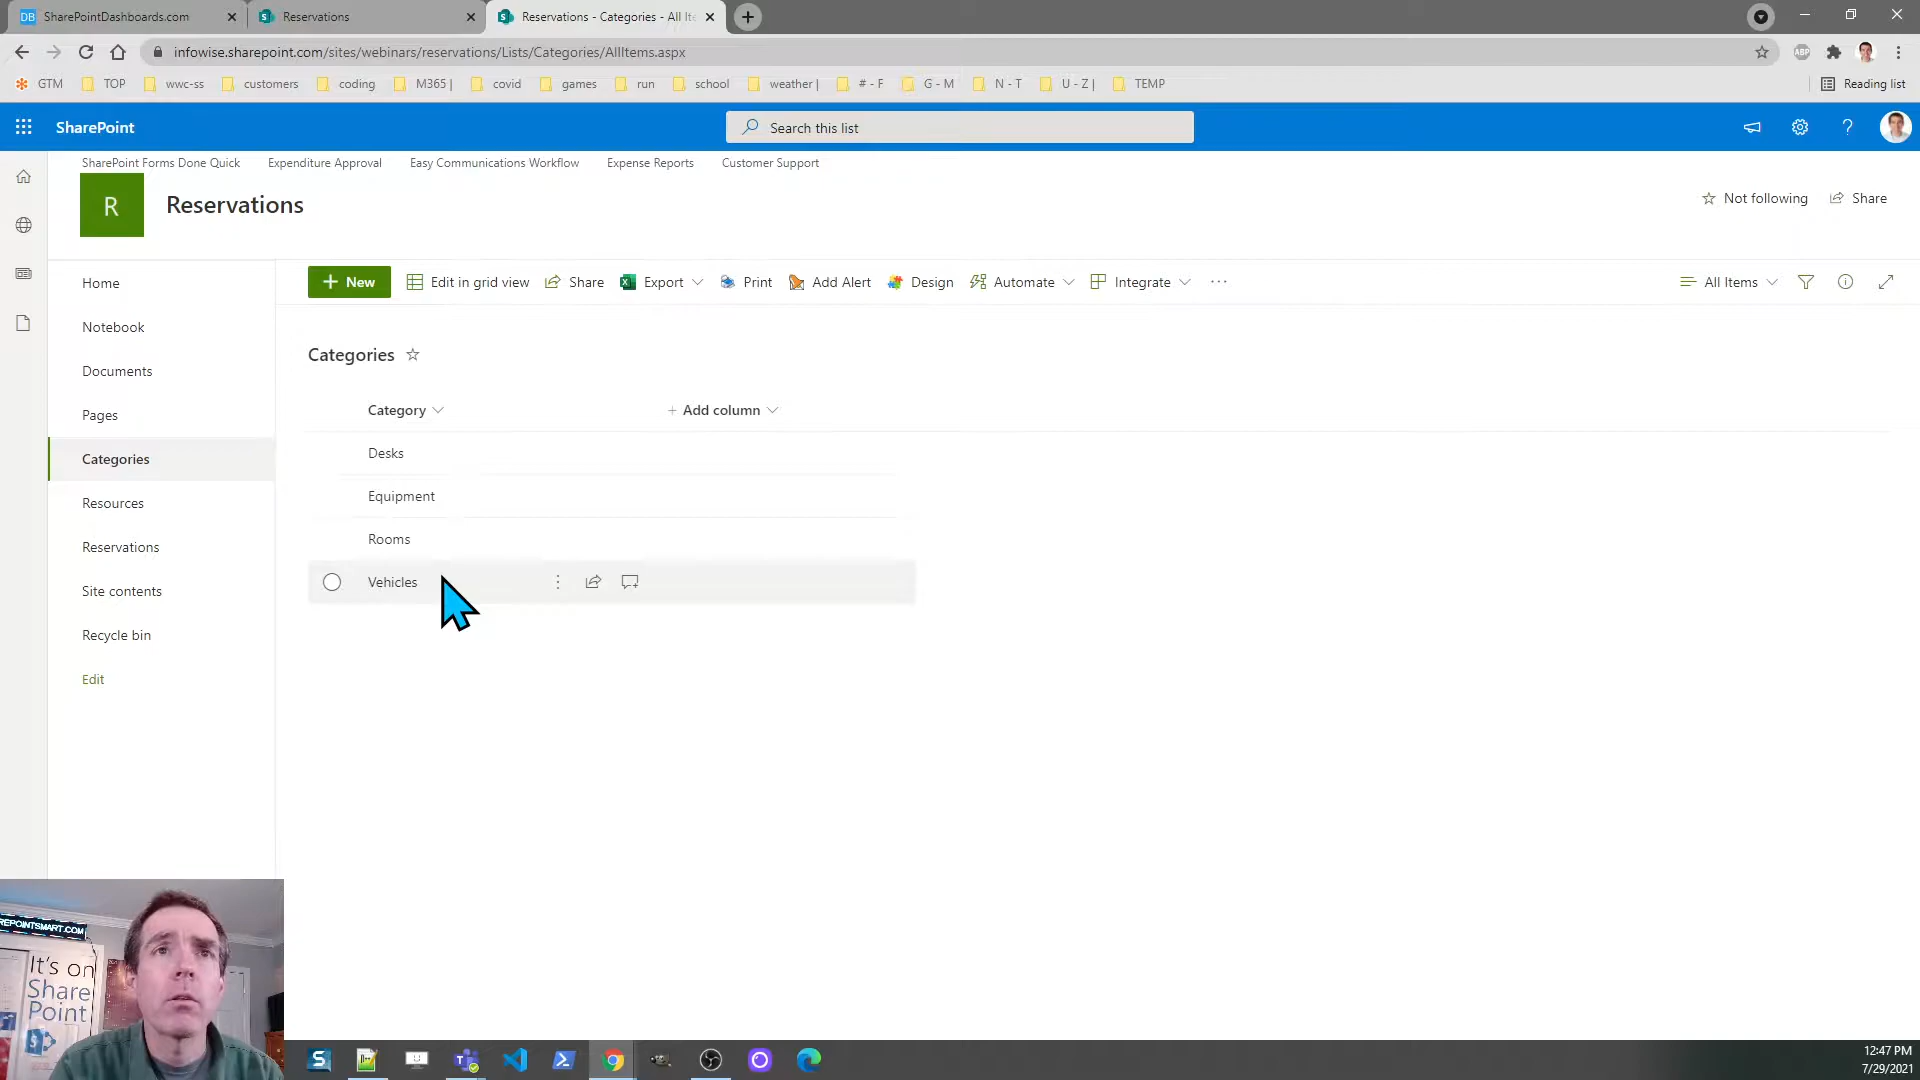 DB SharePointDashboards.com
Reservations
Reservations - Categories - All Ite
infowise.sharepoint.com/sites/webinars/reservations/Lists/Categories/AllItems.aspx
ABP
GTM TOP wwc-ss customers coding M365 | covid games run school weather | # - F G - M N - T U - Z | TEMP Reading list
SharePoint
Search this list
SharePoint Forms Done Quick Expenditure Approval Easy Communications Workflow Expense Reports Customer Support
R
Reservations
Not following
Share
Home
Notebook
Documents
Pages
Categories
Resources
Reservations
Site contents
Recycle bin
Edit
New Edit in grid view Share Export Print Add Alert Design Automate Integrate
All Items
Categories
Category
Add column
Desks
Equipment
Rooms
Vehicles
REPOINTSMART.COM
It's on
Share
Point
12:47 PM
7/29/2021